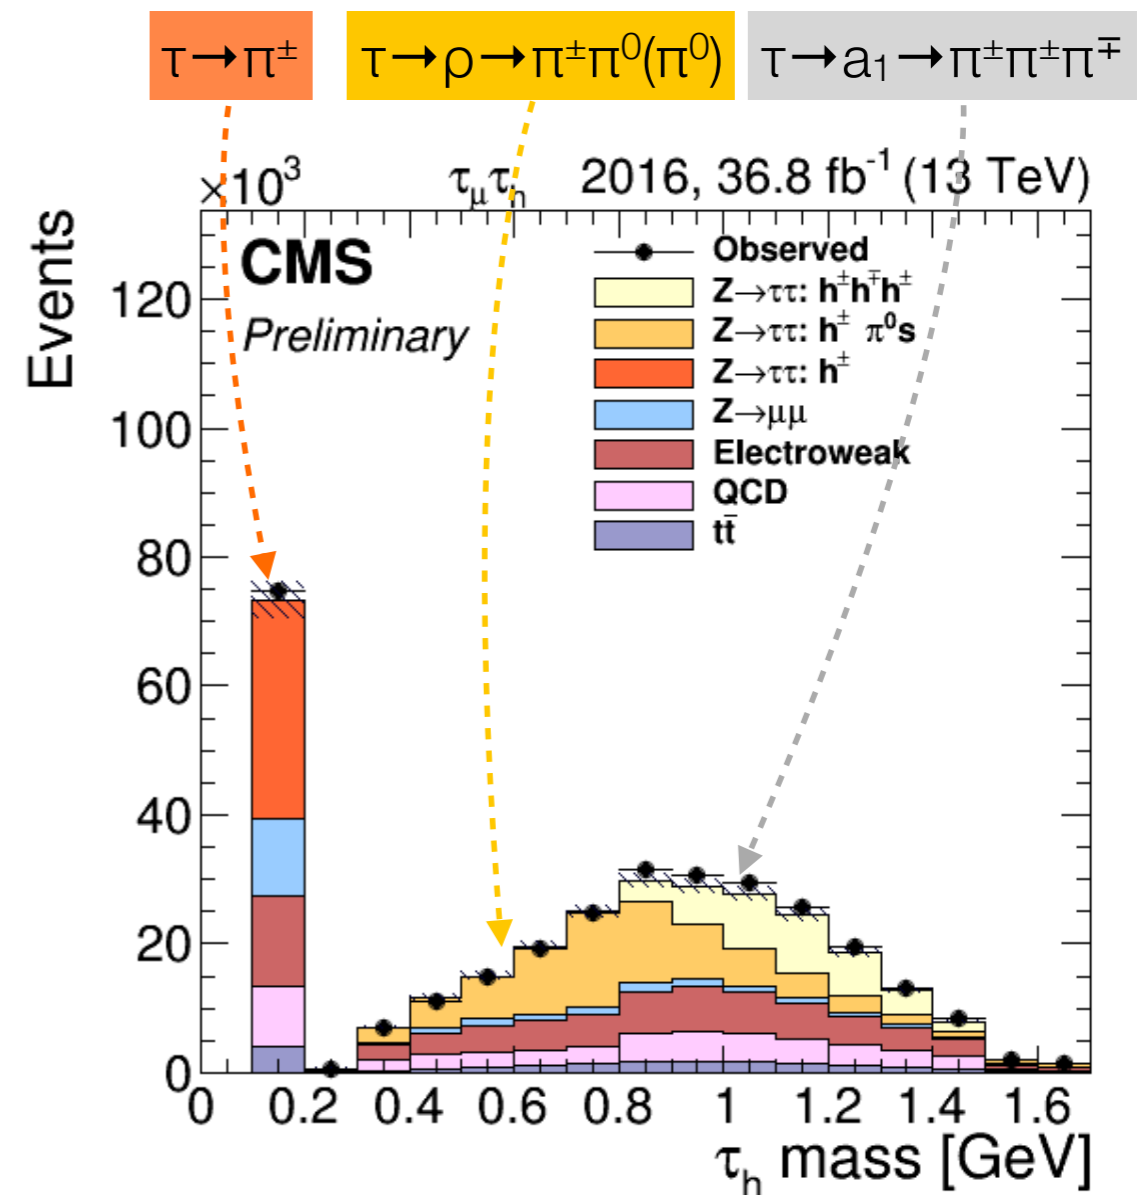 τ→π± τ→ρ→π±π⁰(π⁰) τ→a₁→π±π±π∓
×10³ τ_μτ_h 2016, 36.8 fb⁻¹ (13 TeV)
Events
CMS
Preliminary
Observed
Z→ττ: h±h∓h±
Z→ττ: h± π⁰s
Z→ττ: h±
Z→μμ
Electroweak
QCD
tt̄
120
100
80
60
40
20
0
0 0.2 0.4 0.6 0.8 1 1.2 1.4 1.6
τ_h mass [GeV]